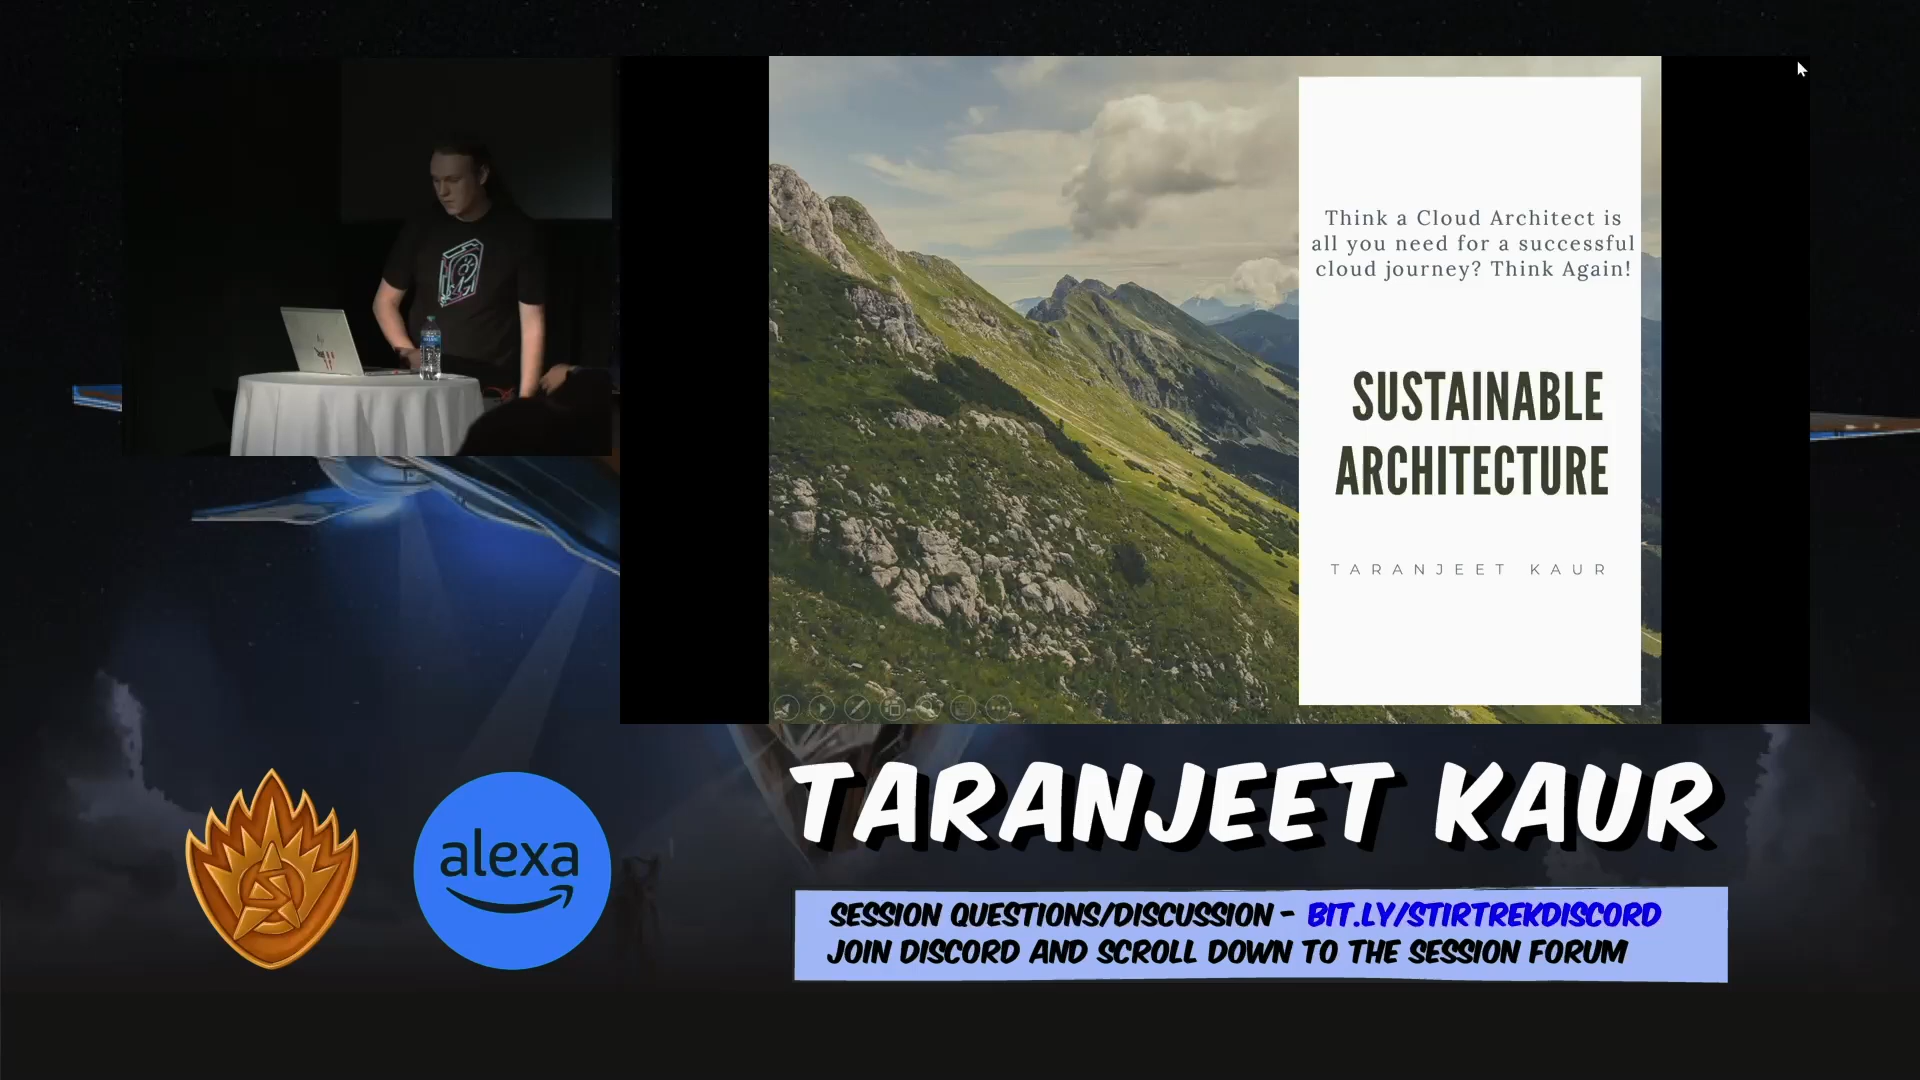 Think a Cloud Architect is
all you need for a successful
cloud journey? Think Again!
SUSTAINABLE
ARCHITECTURE
TARANJEET KAUR
alexa
TARANJEET KAUR
SESSION QUESTIONS/DISCUSSION - BIT.LY/STIRTREKDISCORD
JOIN DISCORD AND SCROLL DOWN TO THE SESSION FORUM